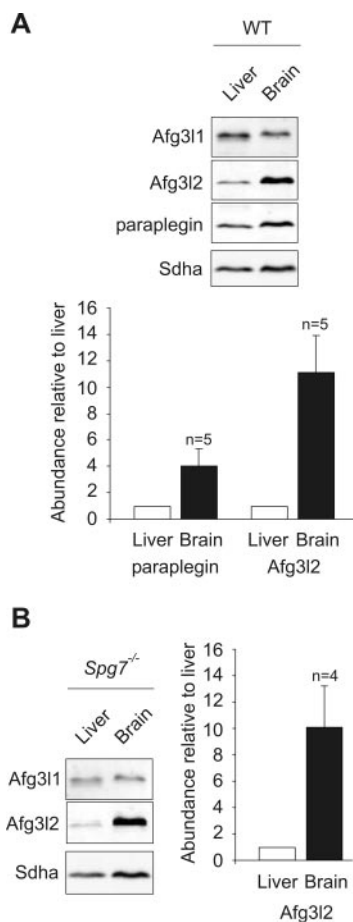 A
WT
Liver Brain
Afg3l1
Afg3l2
paraplegin
Sdha
Abundance relative to liver
16
14
12
10
8
6
4
2
0
n=5
n=5
Liver Brain Liver Brain
paraplegin Afg3l2
B
Spg7-/-
Liver Brain
Afg3l1
Afg3l2
Sdha
Abundance relative to liver
14
12
10
8
6
4
2
0
n=4
Liver Brain
Afg3l2